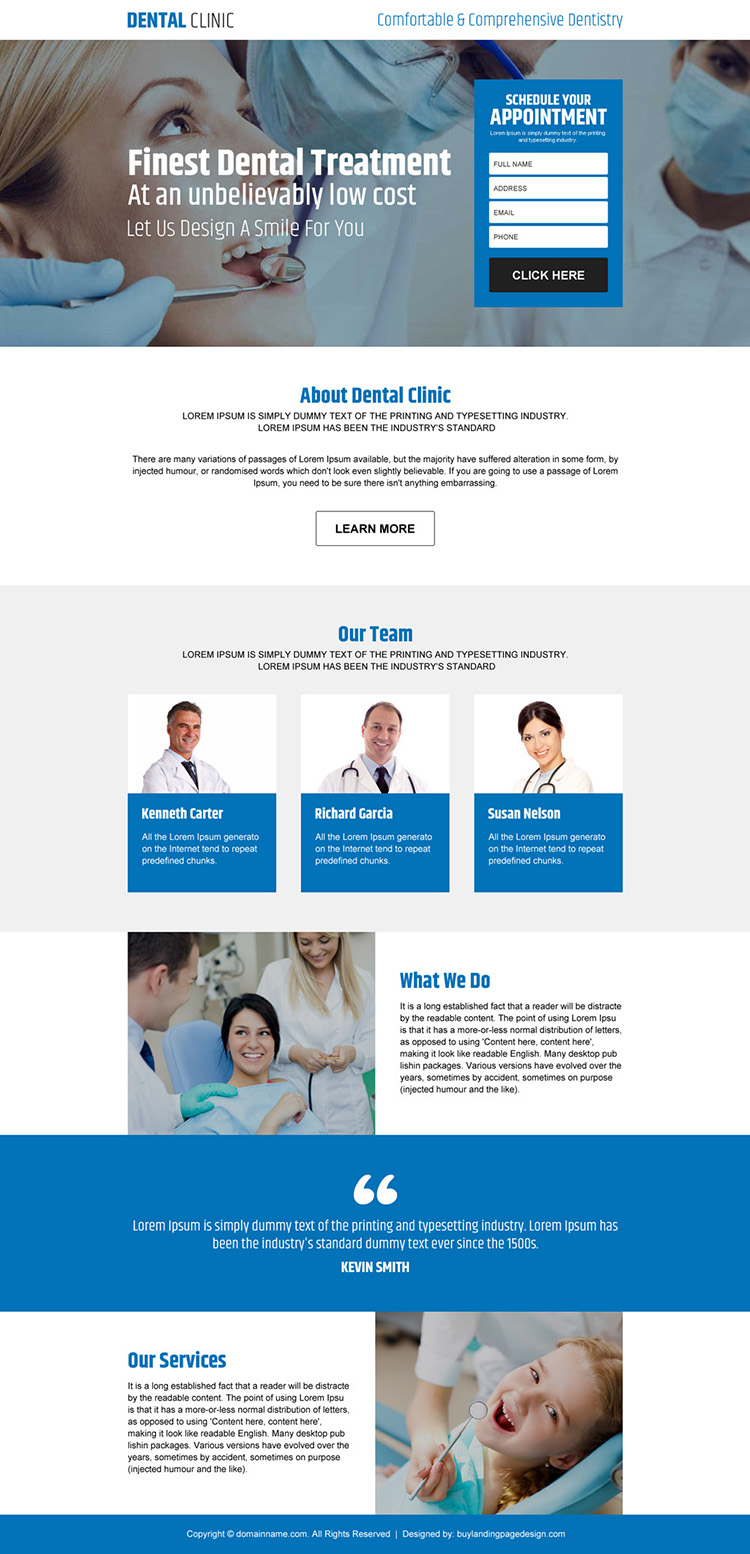 DENTAL CLINIC
Comfortable & Comprehensive Dentistry
Finest Dental Treatment
At an unbelievably low cost
Let Us Design A Smile For You
SCHEDULE YOUR
APPOINTMENT
Lorem Ipsum is simply dummy text of the printing
and typesetting industry.
FULL NAME
ADDRESS
EMAIL
PHONE
CLICK HERE
About Dental Clinic
LOREM IPSUM IS SIMPLY DUMMY TEXT OF THE PRINTING AND TYPESETTING INDUSTRY.
LOREM IPSUM HAS BEEN THE INDUSTRY'S STANDARD
There are many variations of passages of Lorem Ipsum available, but the majority have suffered alteration in some form, by
injected humour, or randomised words which don't look even slightly believable. If you are going to use a passage of Lorem
Ipsum, you need to be sure there isn't anything embarrassing.
LEARN MORE
Our Team
LOREM IPSUM IS SIMPLY DUMMY TEXT OF THE PRINTING AND TYPESETTING INDUSTRY.
LOREM IPSUM HAS BEEN THE INDUSTRY'S STANDARD
Kenneth Carter
All the Lorem Ipsum generato
on the Internet tend to repeat
predefined chunks.
Richard Garcia
All the Lorem Ipsum generato
on the Internet tend to repeat
predefined chunks.
Susan Nelson
All the Lorem Ipsum generato
on the Internet tend to repeat
predefined chunks.
What We Do
It is a long established fact that a reader will be distracte
by the readable content. The point of using Lorem Ipsu
is that it has a more-or-less normal distribution of letters,
as opposed to using 'Content here, content here',
making it look like readable English. Many desktop pub
lishin packages. Various versions have evolved over the
years, sometimes by accident, sometimes on purpose
(injected humour and the like).
“
Lorem Ipsum is simply dummy text of the printing and typesetting industry. Lorem Ipsum has
been the industry's standard dummy text ever since the 1500s.
KEVIN SMITH
Our Services
It is a long established fact that a reader will be distracte
by the readable content. The point of using Lorem Ipsu
is that it has a more-or-less normal distribution of letters,
as opposed to using 'Content here, content here',
making it look like readable English. Many desktop pub
lishin packages. Various versions have evolved over the
years, sometimes by accident, sometimes on purpose
(injected humour and the like).
Copyright © domainname.com. All Rights Reserved | Designed by: buylandingpagedesign.com